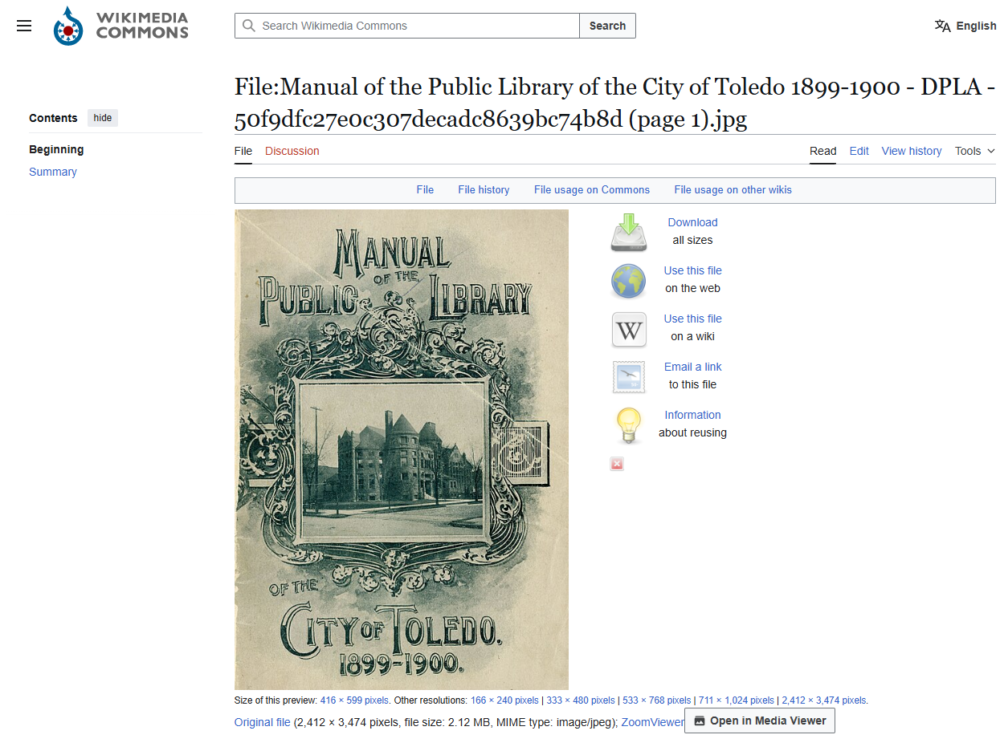 WIKIMEDIA
COMMONS
Search Wikimedia Commons
Search
English
Contents
hide
Beginning
Summary
File:Manual of the Public Library of the City of Toledo 1899-1900 - DPLA -
50f9dfc27e0c307decadc8639bc74b8d (page 1).jpg
File Discussion
Read Edit View history Tools
File File history File usage on Commons File usage on other wikis
MANUAL
OF THE
PUBLIC LIBRARY
OF THE
CITY OF TOLEDO.
1899-1900.
Download
all sizes
Use this file
on the web
W
Use this file
on a wiki
Email a link
to this file
Information
about reusing
Size of this preview: 416 × 599 pixels. Other resolutions: 166 × 240 pixels | 333 × 480 pixels | 533 × 768 pixels | 711 × 1,024 pixels | 2,412 × 3,474 pixels.
Original file (2,412 × 3,474 pixels, file size: 2.12 MB, MIME type: image/jpeg); ZoomViewer
Open in Media Viewer